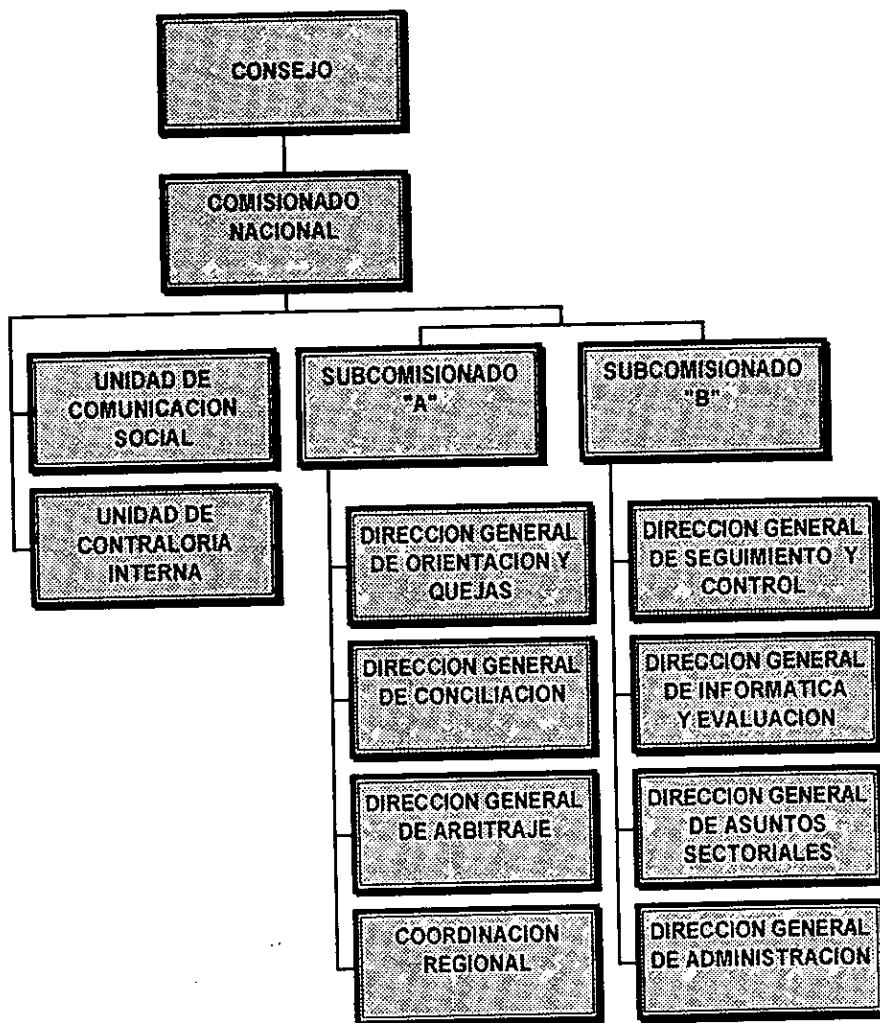 CONSEJO
COMISIONADO
NACIONAL
UNIDAD DE
COMUNICACION
SOCIAL
UNIDAD DE
CONTRALORIA
INTERNA
SUBCOMISIONADO
"A"
DIRECCION GENERAL
DE ORIENTACION Y
QUEJAS
DIRECCION GENERAL
DE CONCILIACION
DIRECCION GENERAL
DE ARBITRAJE
COORDINACION
REGIONAL
SUBCOMISIONADO
"B"
DIRECCION GENERAL
DE SEGUIMIENTO Y
CONTROL
DIRECCION GENERAL
DE INFORMATICA
Y EVALUACION
DIRECCION GENERAL
DE ASUNTOS
SECTORIALES
DIRECCION GENERAL
DE ADMINISTRACION